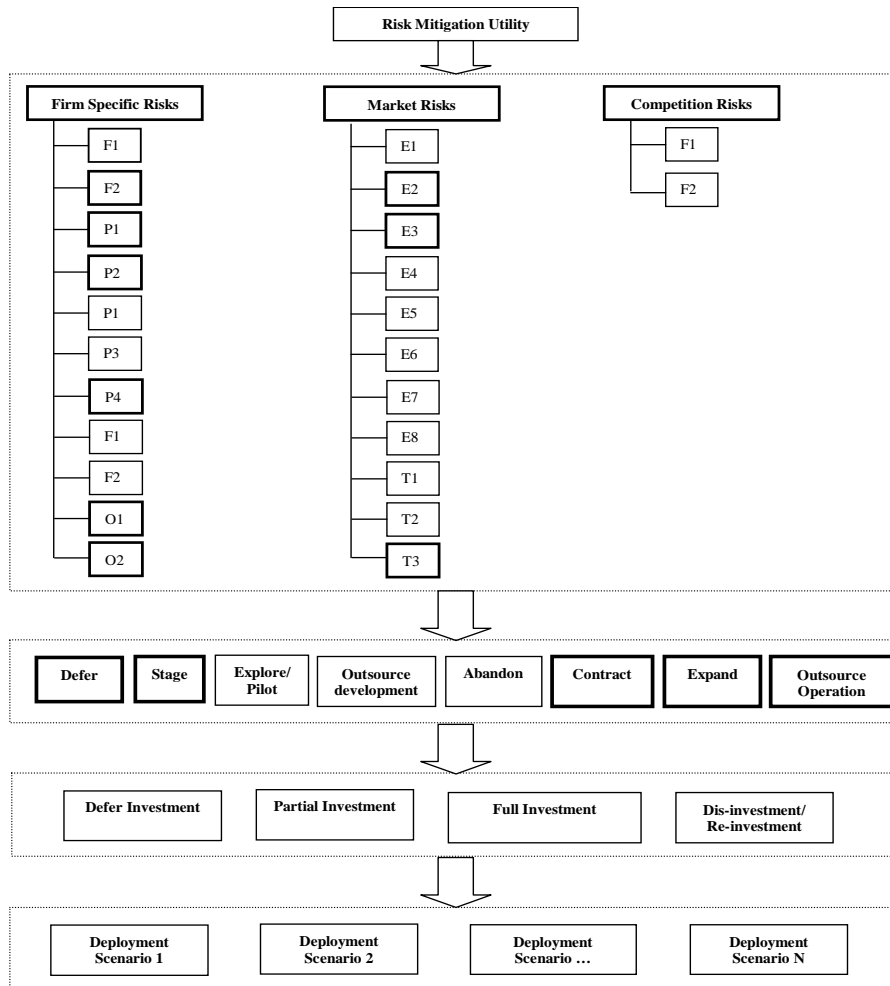 Risk Mitigation Utility
Firm Specific Risks
F1
F2
P1
P2
P1
P3
P4
F1
F2
O1
O2
Market Risks
E1
E2
E3
E4
E5
E6
E7
E8
T1
T2
T3
Competition Risks
F1
F2
Defer
Stage
Explore/
Pilot
Outsource
development
Abandon
Contract
Expand
Outsource
Operation
Defer Investment
Partial Investment
Full Investment
Dis-investment/
Re-investment
Deployment
Scenario 1
Deployment
Scenario 2
Deployment
Scenario …
Deployment
Scenario N